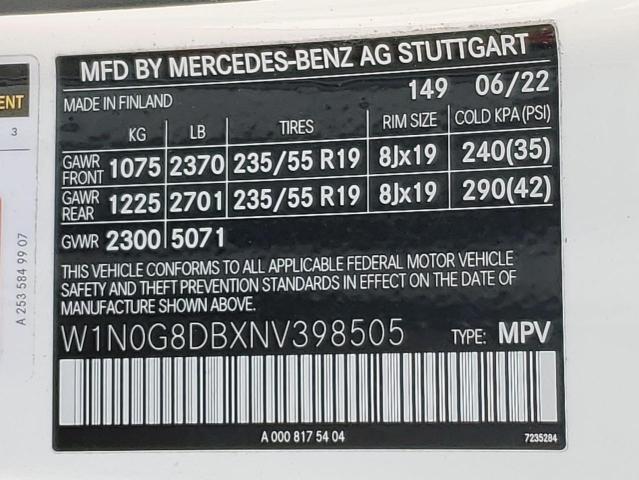 MFD BY MERCEDES-BENZ AG STUTTGART
149 06/22
MADE IN FINLAND
KG LB TIRES RIM SIZE COLD KPA (PSI)
GAWR FRONT 1075 2370 235/55 R19 8Jx19 240(35)
GAWR REAR 1225 2701 235/55 R19 8Jx19 290(42)
GVWR 2300 5071
THIS VEHICLE CONFORMS TO ALL APPLICABLE FEDERAL MOTOR VEHICLE
SAFETY AND THEFT PREVENTION STANDARDS IN EFFECT ON THE DATE OF
MANUFACTURE SHOWN ABOVE.
W1N0G8DBXNV398505 TYPE: MPV
A 000 817 54 04 7235284
ENT
3
A 253 584 99 07